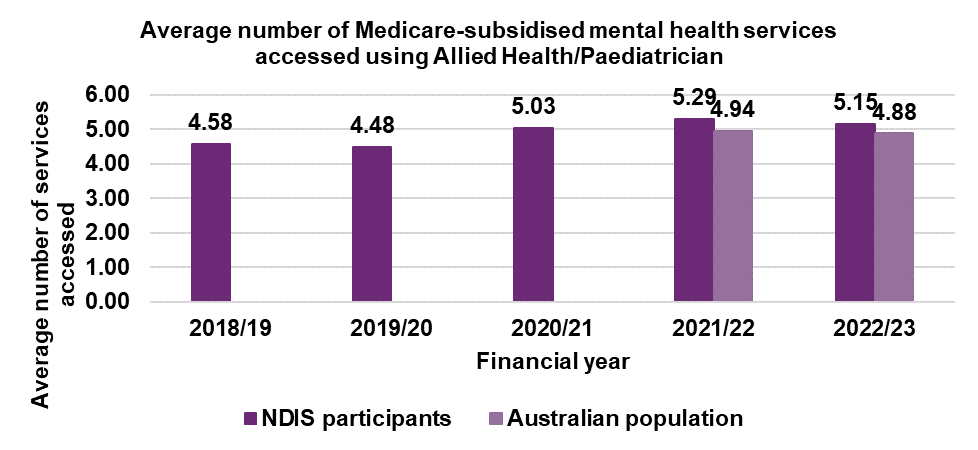 Average number of Medicare-subsidised mental health services
accessed using Allied Health/Paediatrician
Average number of services
accessed
6.00
5.00
4.00
3.00
2.00
1.00
0.00
4.58
4.48
5.03
5.29
4.94
5.15
4.88
2018/19
2019/20
2020/21
2021/22
2022/23
Financial year
NDIS participants
Australian population